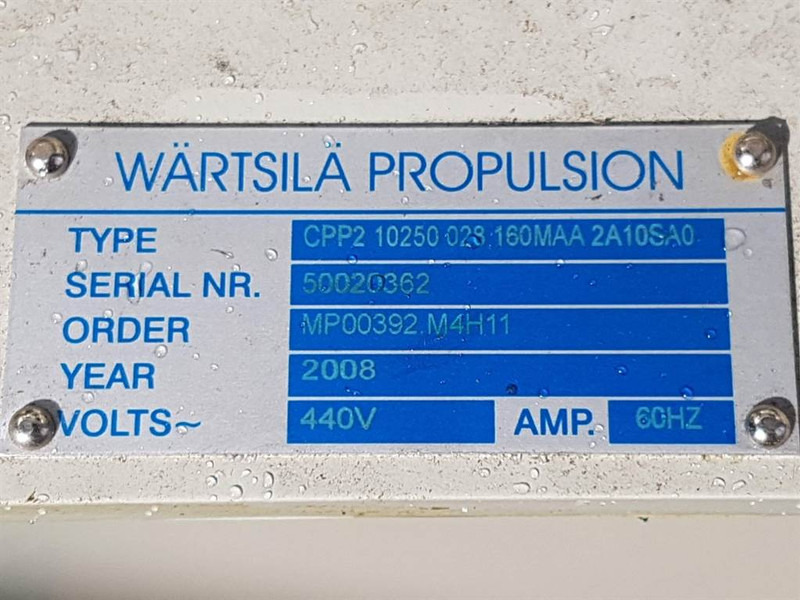 WÄRTSILÄ PROPULSION
TYPE CPP2 10250 028 160MAA 2A10SA0
SERIAL NR. 50020362
ORDER MP00392.M4H11
YEAR 2008
VOLTS~ 440V AMP. 60HZ